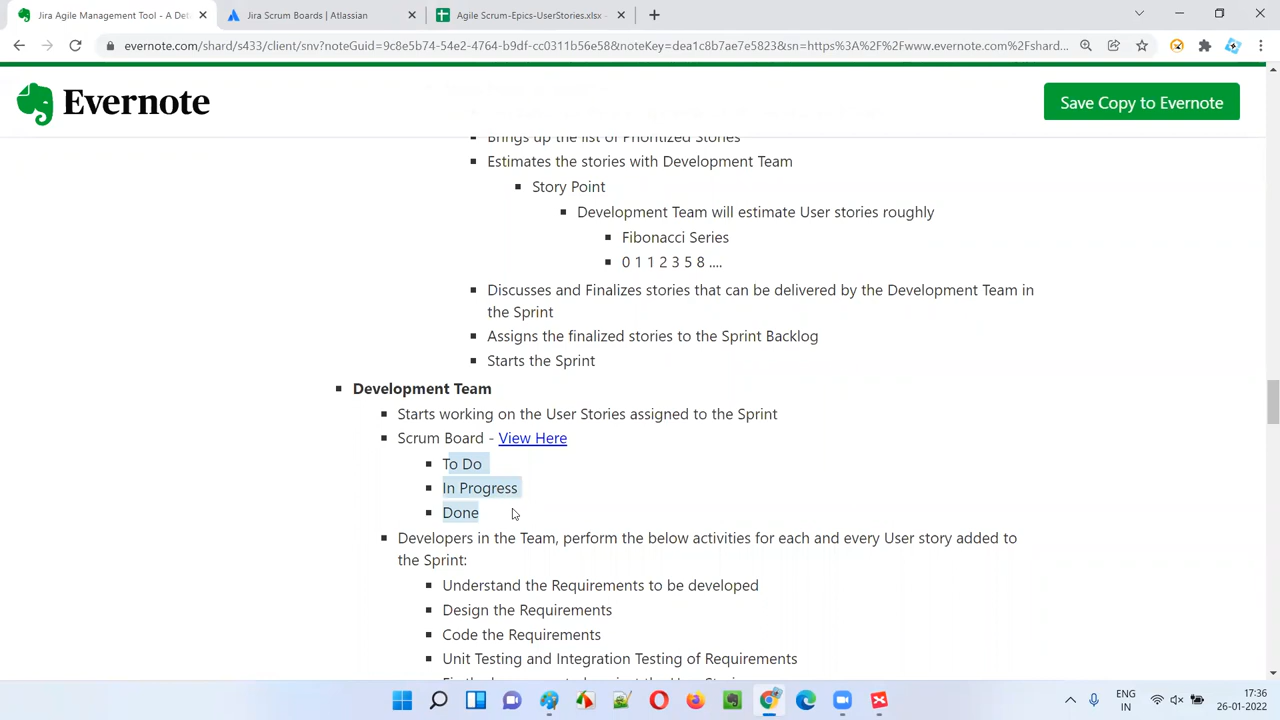 Jira Agile Management Tool - A Det
Jira Scrum Boards | Atlassian
Agile Scrum-Epics-UserStories.xlsx -
evernote.com/shard/s433/client/snv?noteGuid=9c8e5b74-54e2-4764-b9df-cc0311b56e58&noteKey=dea1c8b7ae7e5823&sn=https%3A%2F%2Fwww.evernote.com%2Fshard...
Evernote
Save Copy to Evernote
Brings up the list of Prioritized Stories
Estimates the stories with Development Team
Story Point
Development Team will estimate User stories roughly
Fibonacci Series
0 1 1 2 3 5 8 ....
Discusses and Finalizes stories that can be delivered by the Development Team in
the Sprint
Assigns the finalized stories to the Sprint Backlog
Starts the Sprint
Development Team
Starts working on the User Stories assigned to the Sprint
Scrum Board - View Here
To Do
In Progress
Done
Developers in the Team, perform the below activities for each and every User story added to
the Sprint:
Understand the Requirements to be developed
Design the Requirements
Code the Requirements
Unit Testing and Integration Testing of Requirements
ENG
IN
17:36
26-01-2022